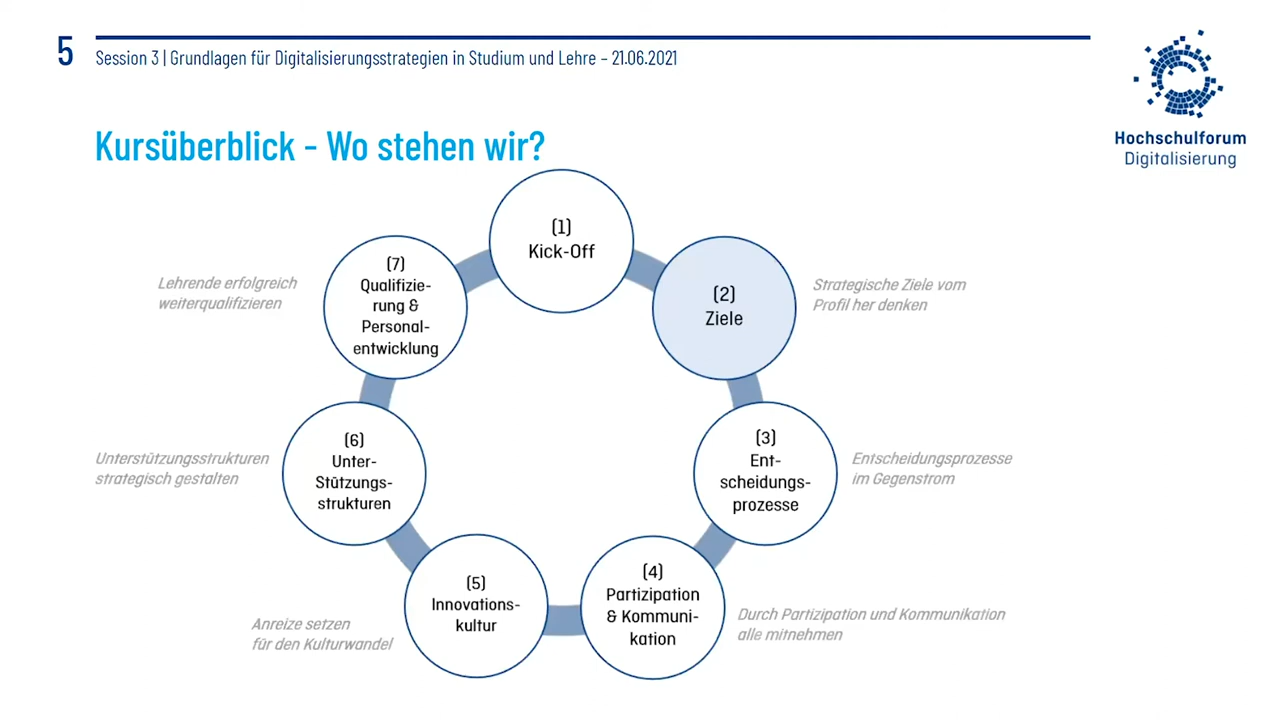 5
Session 3 | Grundlagen für Digitalisierungsstrategien in Studium und Lehre – 21.06.2021
Hochschulforum
Digitalisierung
Kursüberblick - Wo stehen wir?
(1)
Kick-Off
(2)
Ziele
Strategische Ziele vom
Profil her denken
(3)
Ent-
scheidungs-
prozesse
Entscheidungsprozesse
im Gegenstrom
(4)
Partizipation
& Kommuni-
kation
Durch Partizipation und Kommunikation
alle mitnehmen
(5)
Innovations-
kultur
Anreize setzen
für den Kulturwandel
(6)
Unter-
Stützungs-
strukturen
Unterstützungsstrukturen
strategisch gestalten
(7)
Qualifizie-
rung &
Personal-
entwicklung
Lehrende erfolgreich
weiterqualifizieren